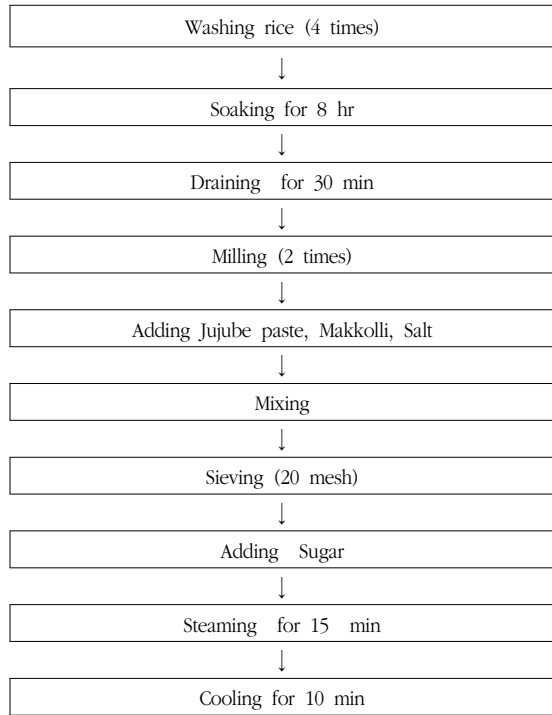 Washing rice (4 times)
↓
Soaking for 8 hr
↓
Draining for 30 min
↓
Milling (2 times)
↓
Adding Jujube paste, Makkolli, Salt
↓
Mixing
↓
Sieving (20 mesh)
↓
Adding Sugar
↓
Steaming for 15 min
↓
Cooling for 10 min